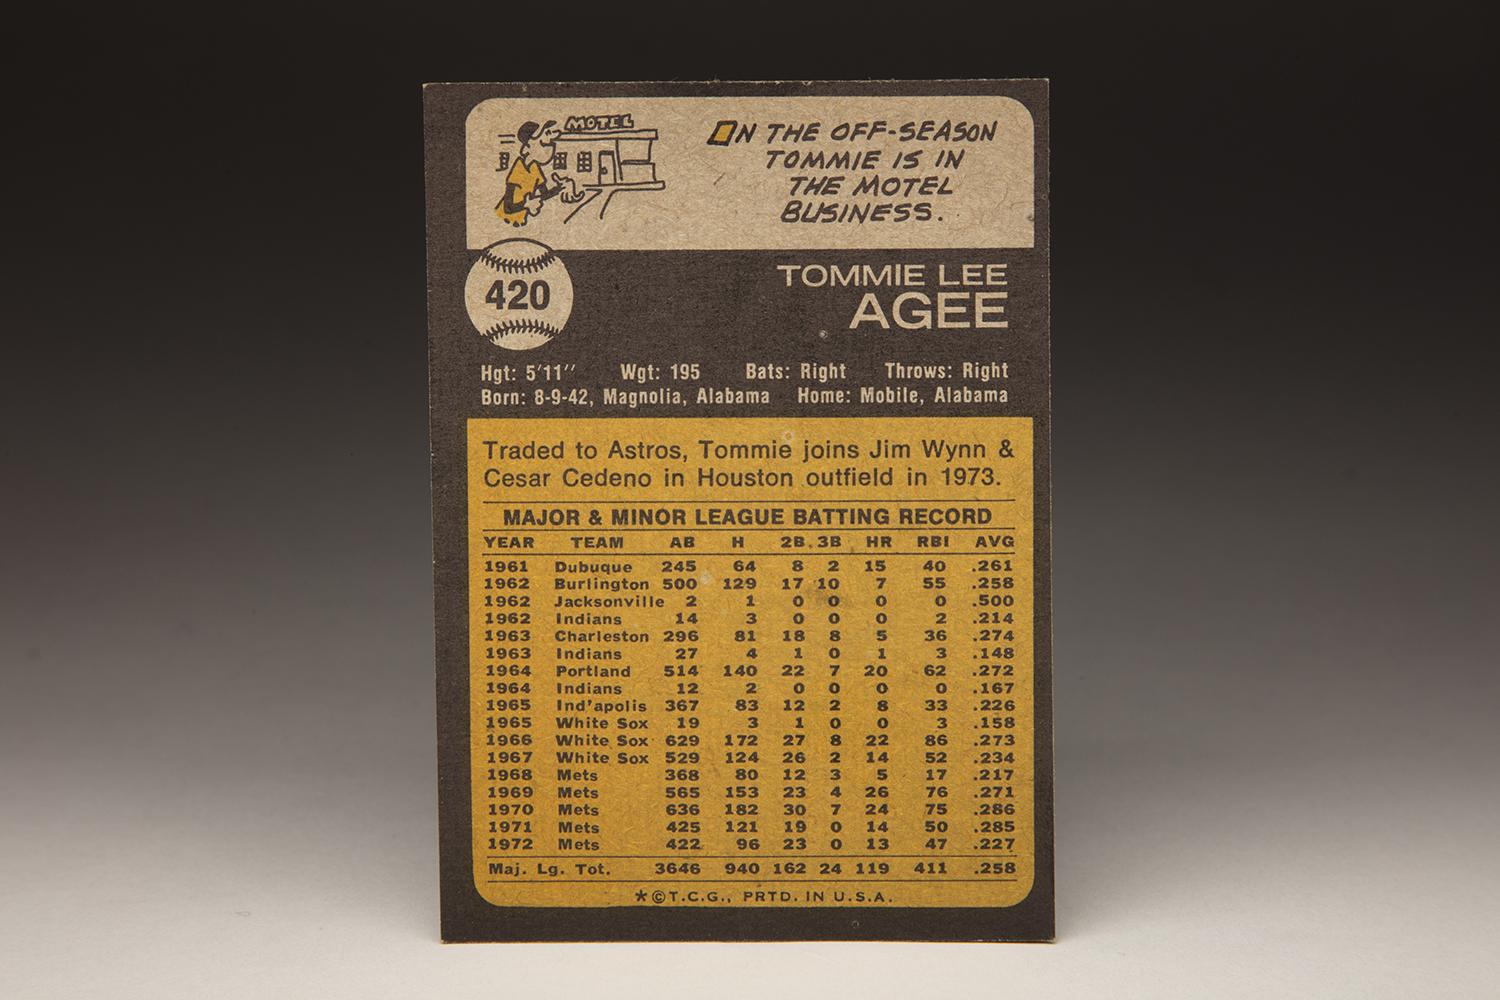 MOTEL
ON THE OFF-SEASON
TOMMIE IS IN
THE MOTEL
BUSINESS.
420
TOMMIE LEE
AGEE
Hgt: 5'11'' Wgt: 195 Bats: Right Throws: Right
Born: 8-9-42, Magnolia, Alabama Home: Mobile, Alabama
Traded to Astros, Tommie joins Jim Wynn &
Cesar Cedeno in Houston outfield in 1973.
MAJOR & MINOR LEAGUE BATTING RECORD
YEAR TEAM AB H 2B 3B HR RBI AVG
1961 Dubuque 245 64 8 2 15 40 .261
1962 Burlington 500 129 17 10 7 55 .258
1962 Jacksonville 2 1 0 0 0 0 .500
1962 Indians 14 3 0 0 0 2 .214
1963 Charleston 296 81 18 8 5 36 .274
1963 Indians 27 4 1 0 1 3 .148
1964 Portland 514 140 22 7 20 62 .272
1964 Indians 12 2 0 0 0 0 .167
1965 Ind'apolis 367 83 12 2 8 33 .226
1965 White Sox 19 3 1 0 0 3 .158
1966 White Sox 629 172 27 8 22 86 .273
1967 White Sox 529 124 26 2 14 52 .234
1968 Mets 368 80 12 3 5 17 .217
1969 Mets 565 153 23 4 26 76 .271
1970 Mets 636 182 30 7 24 75 .286
1971 Mets 425 121 19 0 14 50 .285
1972 Mets 422 96 23 0 13 47 .227
Maj. Lg. Tot. 3646 940 162 24 119 411 .258
*©T.C.G., PRTD. IN U.S.A.